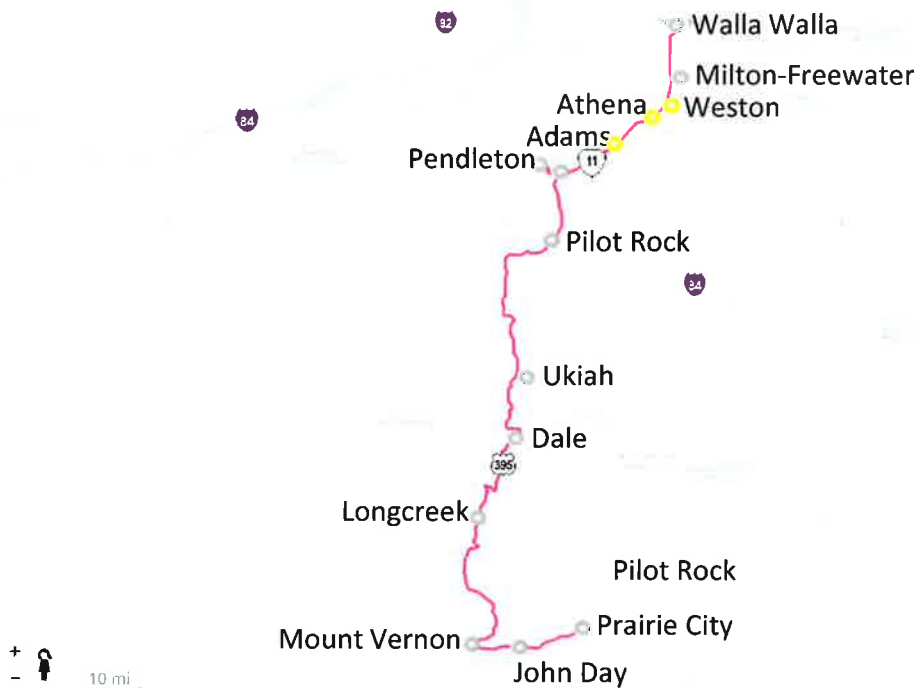 82
Walla Walla
Milton-Freewater
Athena
Weston
84
Adams
Pendleton
11
Pilot Rock
84
Ukiah
Dale
395
Longcreek
Pilot Rock
Prairie City
Mount Vernon
John Day
+
-
10 mi